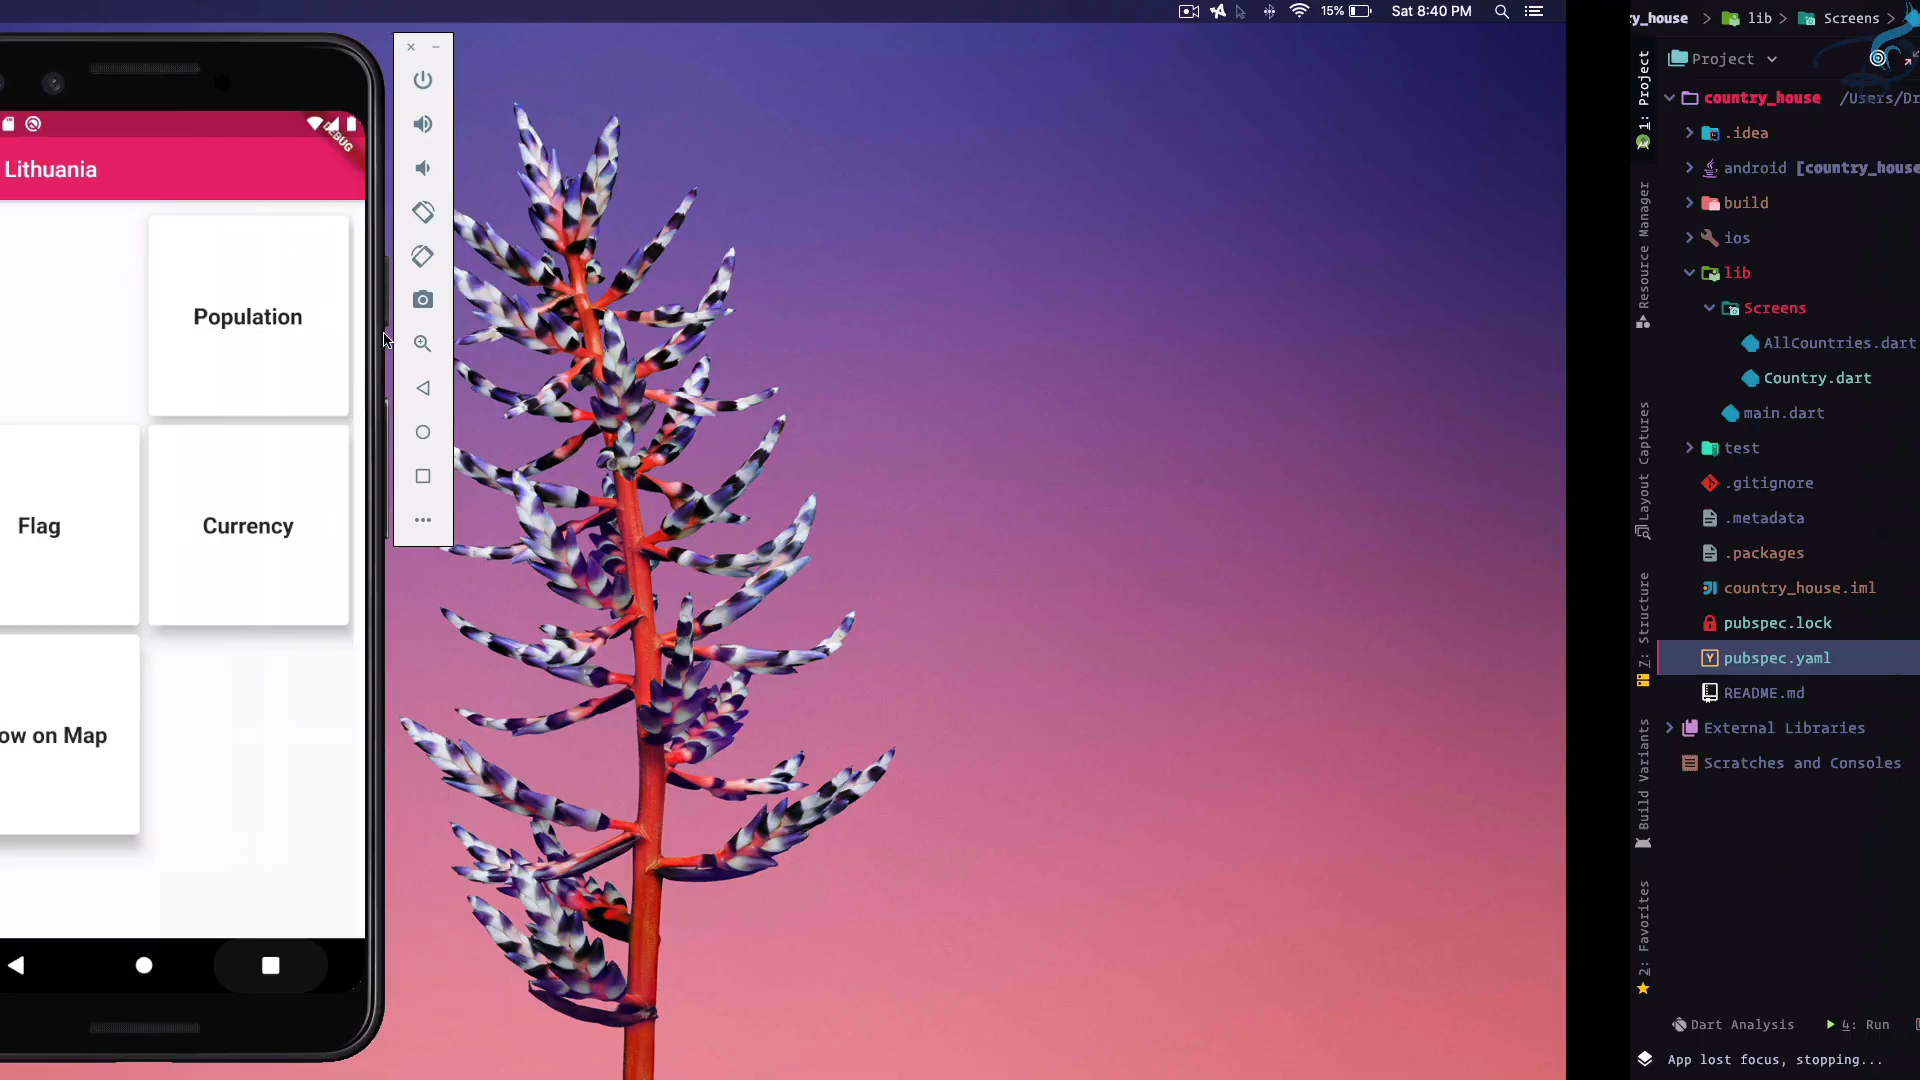 15%
Sat 8:40 PM
DEBUG
Lithuania
Population
Flag
Currency
ow on Map
y_house
lib
Screens
Project
country_house /Users/Dr
.idea
android [country_house
build
ios
lib
Screens
AllCountries.dart
Country.dart
main.dart
test
.gitignore
.metadata
.packages
country_house.iml
pubspec.lock
pubspec.yaml
README.md
External Libraries
Scratches and Consoles
1: Project
Resource Manager
Layout Captures
7: Structure
Build Variants
2: Favorites
Dart Analysis
4: Run
App lost focus, stopping...